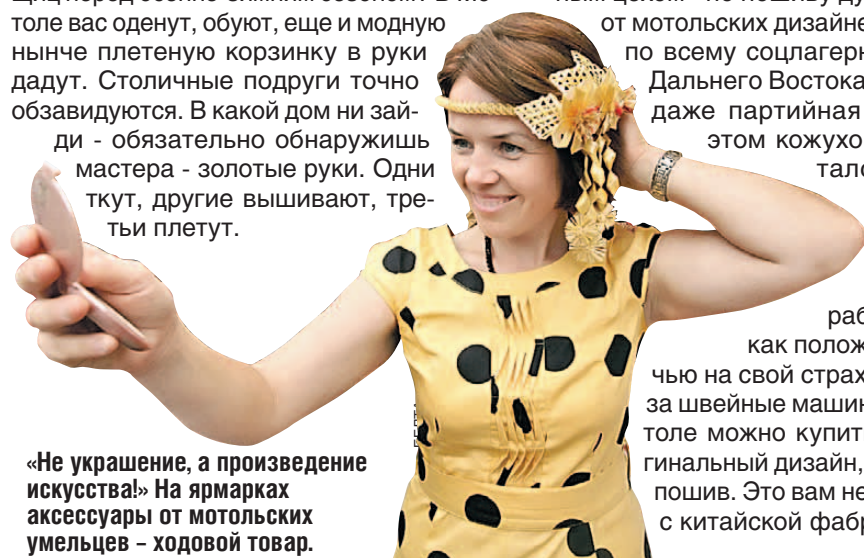 толе вас оденут, обуют, еще и модную
нынче плетеную корзинку в руки
дадут. Столичные подруги точно
обзавидуются. В какой дом ни зай-
ди - обязательно обнаружишь
мастера - золотые руки. Одни
ткут, другие вышивают, тре-
тьи плетут.
от мотольских дизайне
по всему соцлагерн
Дальнего Востока
даже партийная
этом кожухо
тало
раб
как полож
чью на свой страх
за швейные машин
толе можно купит
гинальный дизайн,
пошив. Это вам не
с китайской фабр
«Не украшение, а произведение
искусства!» На ярмарках
аксессуары от мотольских
умельцев – ходовой товар.